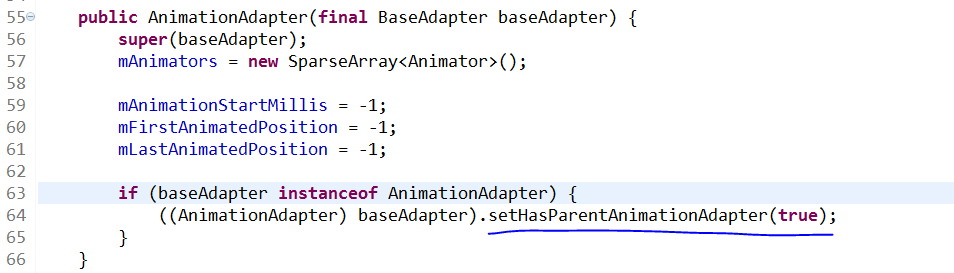 55 public AnimationAdapter(final BaseAdapter baseAdapter) {
56 super(baseAdapter);
57 mAnimators = new SparseArray<Animator>();
58
59 mAnimationStartMillis = -1;
60 mFirstAnimatedPosition = -1;
61 mLastAnimatedPosition = -1;
62
63 if (baseAdapter instanceof AnimationAdapter) {
64 ((AnimationAdapter) baseAdapter).setHasParentAnimationAdapter(true);
65 }
66 }